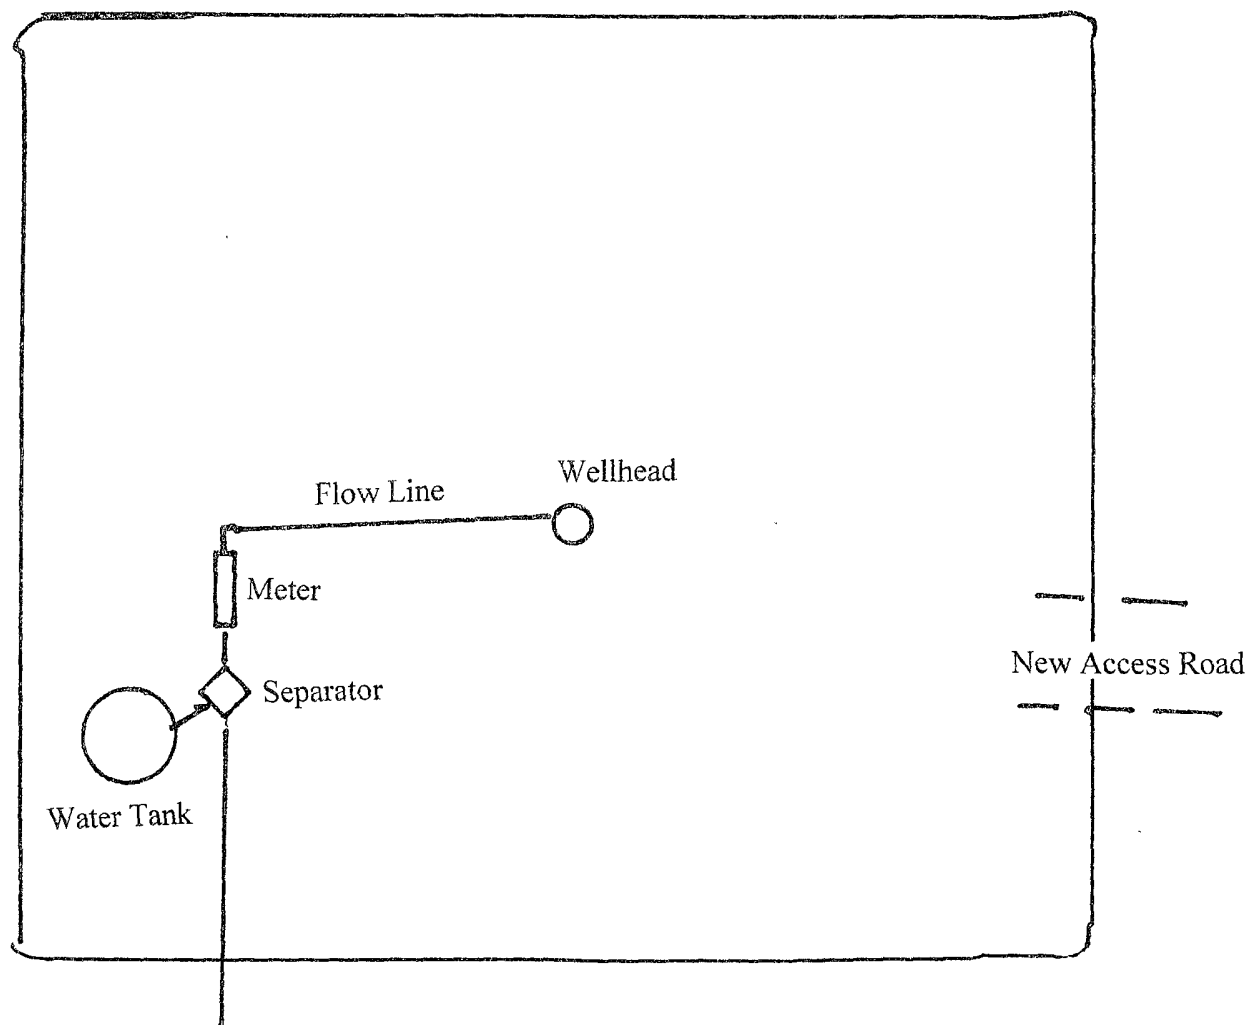 Wellhead
Flow Line
Meter
New Access Road
Separator
Water Tank